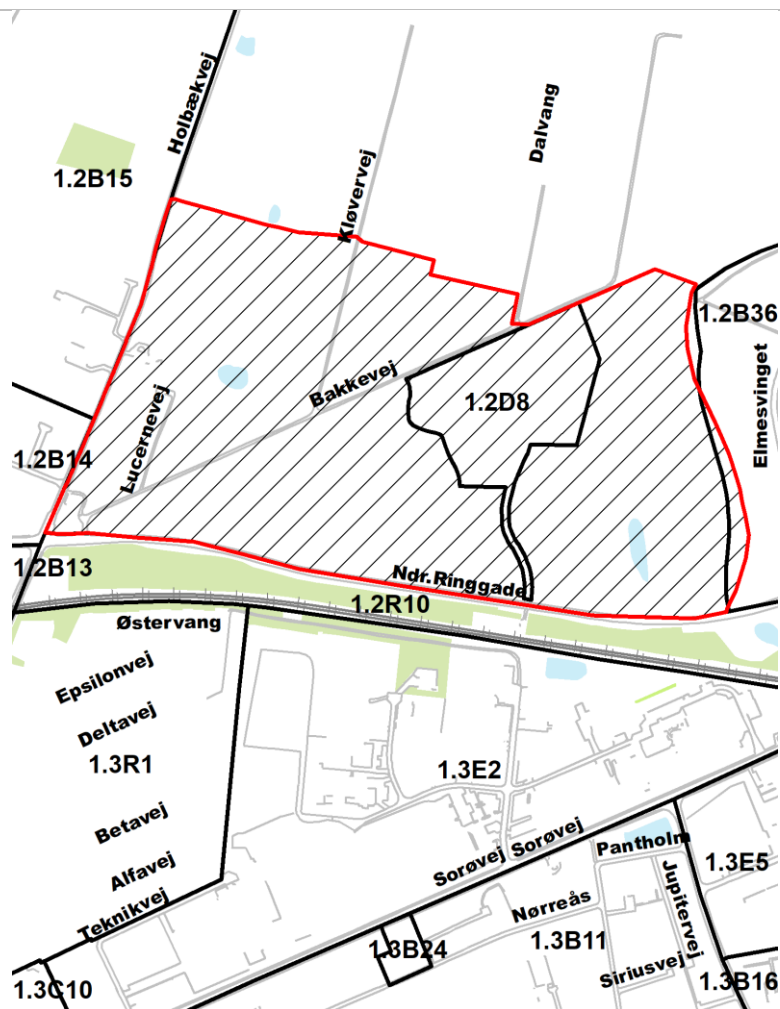 Holbækvej
Dalvang
1.2B15
Kløvervej
1.2B36
Bakkevej
1.2D8
Elmesvinget
Lucernevej
1.2B14
1.2B13
Ndr.Ringgade
1.2R10
Østervang
Epsilonvej
Deltavej
1.3R1
1.3E2
Betavej
Alfavej
Sorøvej
Sorøvej
Pantholm
1.3E5
Teknikvej
Nørreås
Jupitervej
1.3B24
1.3B11
Siriusvej
1.3B16
1.3C10